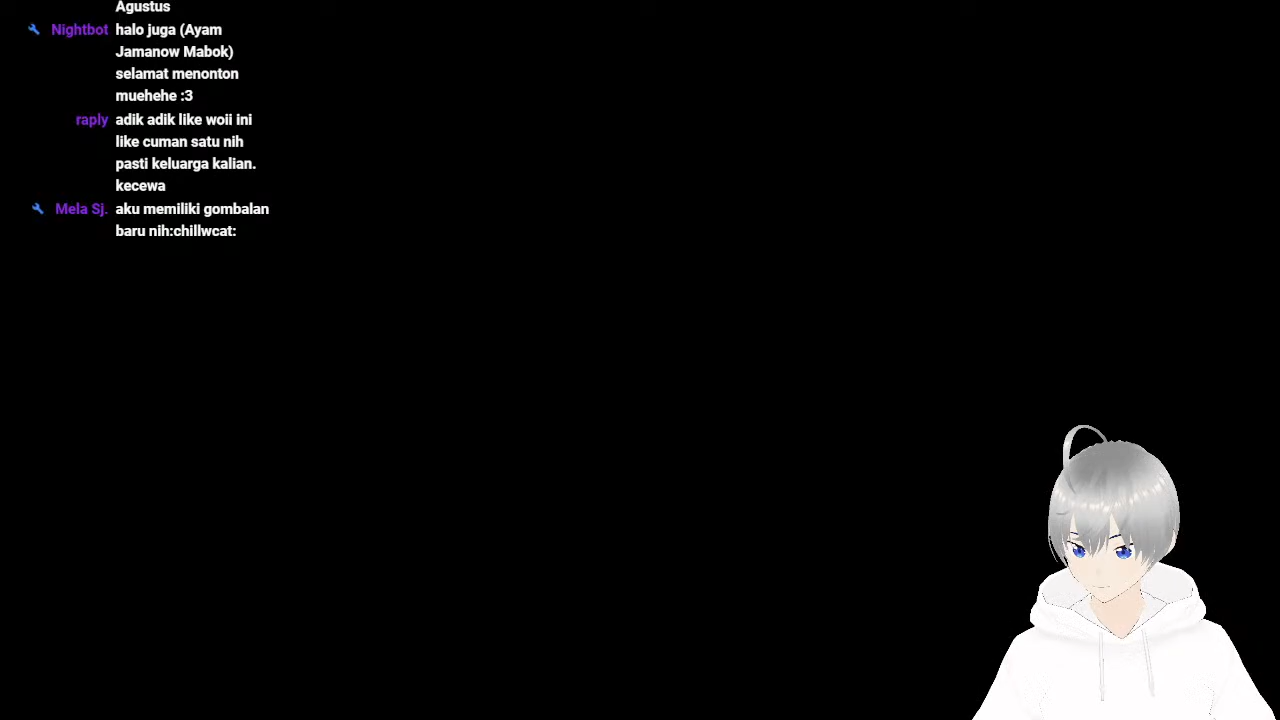 Agustus
Nightbot halo juga (Ayam
Jamanow Mabok)
selamat menonton
muehehe :3
raply adik adik like woii ini
like cuman satu nih
pasti keluarga kalian.
kecewa
Mela Sj. aku memiliki gombalan
baru nih:chillwcat: